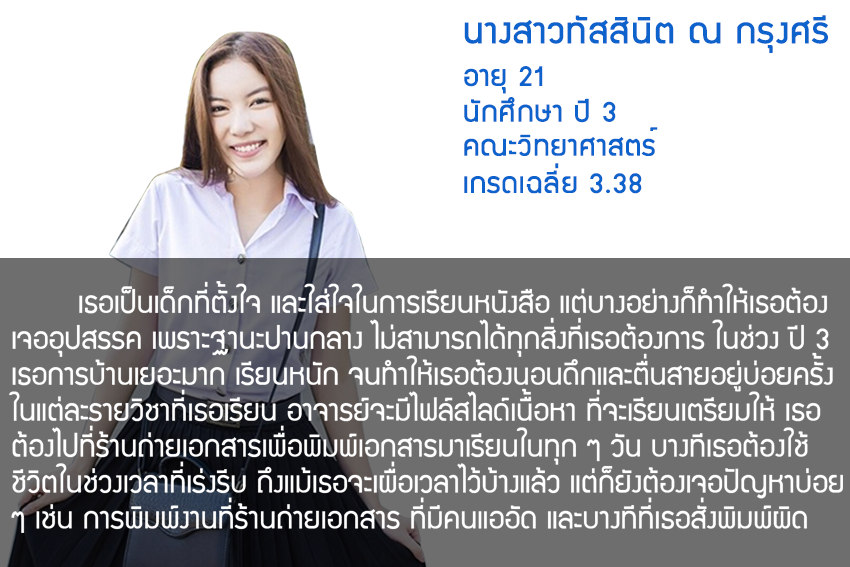 นางสาวทัสสินิต ณ กรุงศรี
อายุ 21
นักศึกษา ปี 3
คณะวิทยาศาสตร์
เกรดเฉลี่ย 3.38
เธอเป็นเด็กที่ตั้งใจ และใส่ใจในการเรียนหนังสือ แต่บางอย่างก็ทำให้เธอต้อง
เจออุปสรรค เพราะฐานะปานกลาง ไม่สามารถได้ทุกสิ่งที่เธอต้องการ ในช่วง ปี 3
เธอการบ้านเยอะมาก เรียนหนัก จนทำให้เธอต้องนอนดึกและตื่นสายอยู่บ่อยครั้ง
ในแต่ละรายวิชาที่เธอเรียน อาจารย์จะมีไฟล์สไลด์เนื้อหา ที่จะเรียนเตรียมให้ เธอ
ต้องไปที่ร้านถ่ายเอกสารเพื่อพิมพ์เอกสารมาเรียนในทุก ๆ วัน บางทีเธอต้องใช้
ชีวิตในช่วงเวลาที่เร่งรีบ ถึงแม้เธอจะเผื่อเวลาไว้บ้างแล้ว แต่ก็ยังต้องเจอปัญหาบ่อย
ๆ เช่น การพิมพ์งานที่ร้านถ่ายเอกสาร ที่มีคนแออัด และบางทีที่เธอสั่งพิมพ์ผิด